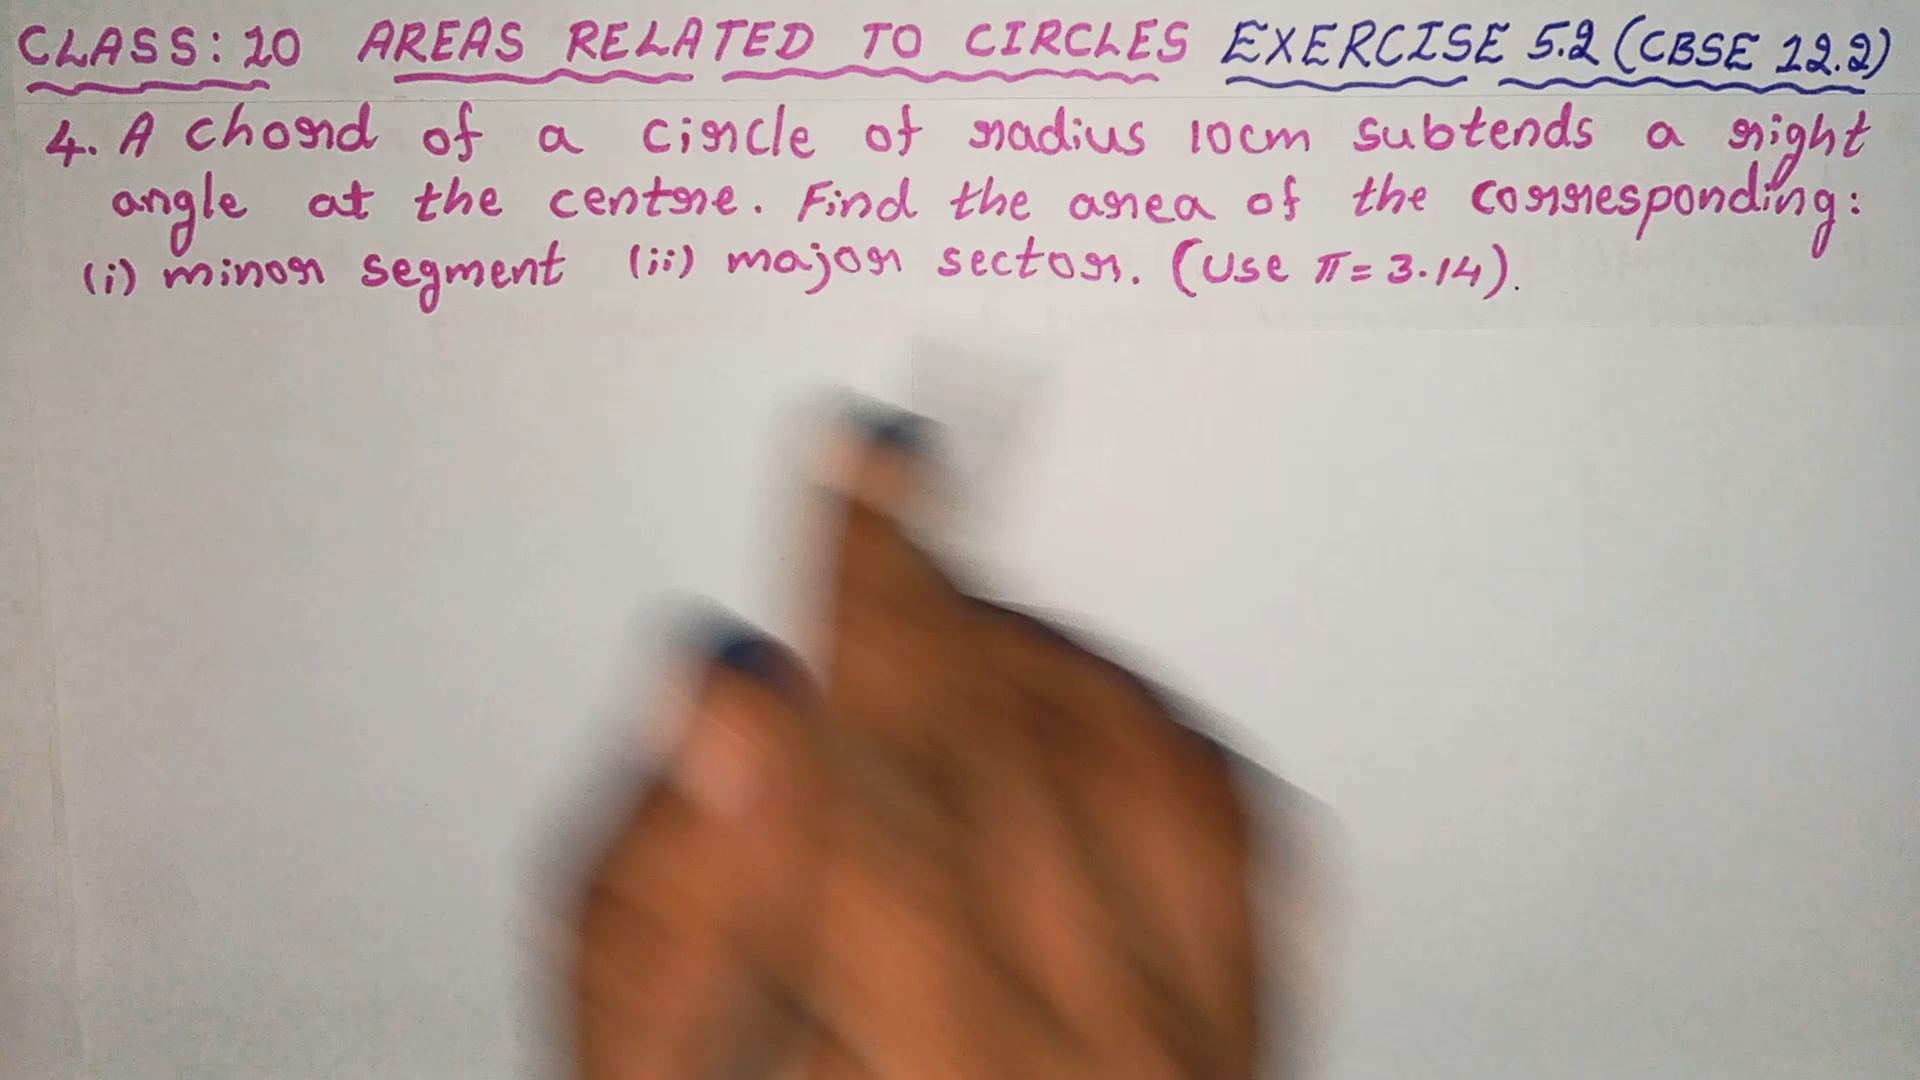 CLASS: 10 AREAS RELATED TO CIRCLES EXERCISE 5.2 (CBSE 12.2)
4. A chord of a circle of radius 10cm subtends a right
angle at the centre. Find the area of the corresponding:
(i) minor segment (ii) major sector. (Use π = 3.14).